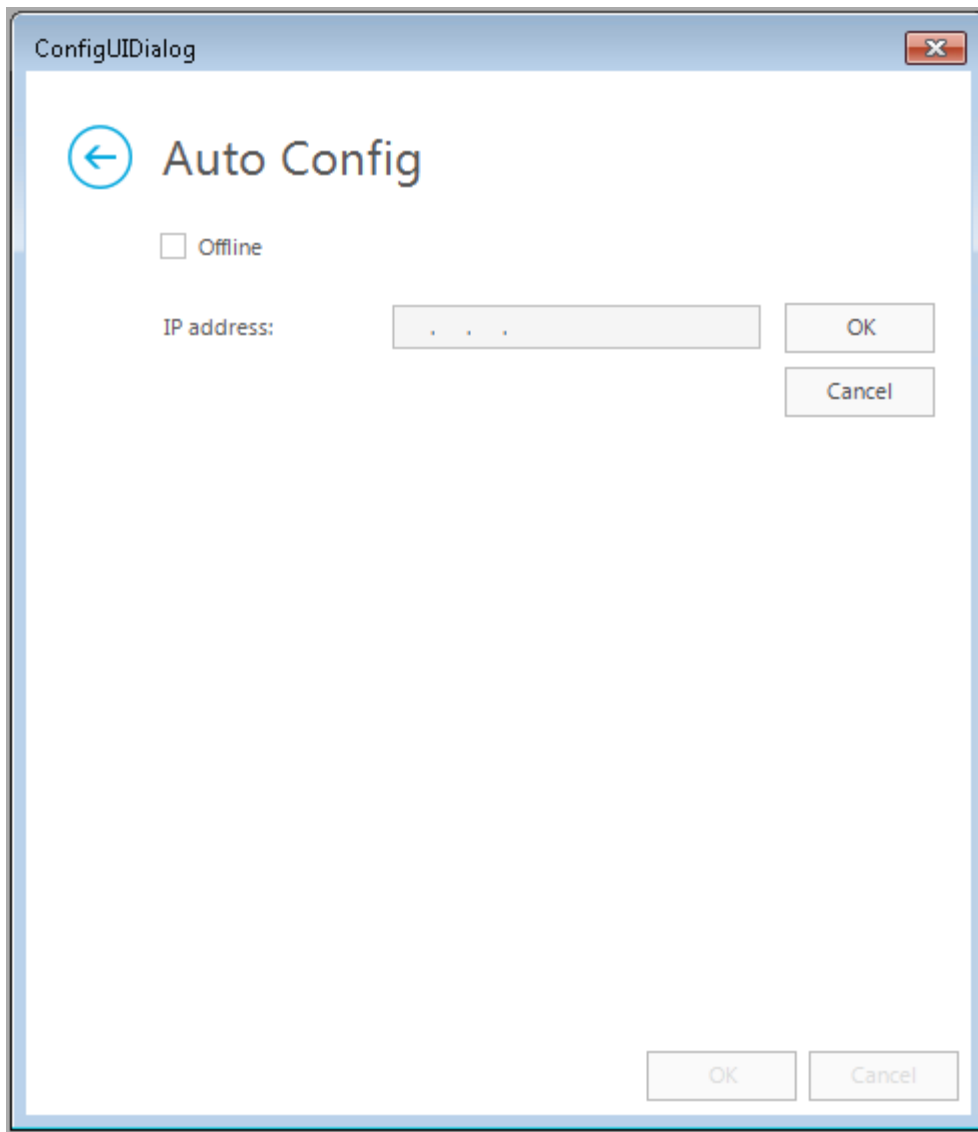 ConfigUIDialog
Auto Config
Offline
IP address: . . . OK
Cancel
OK Cancel